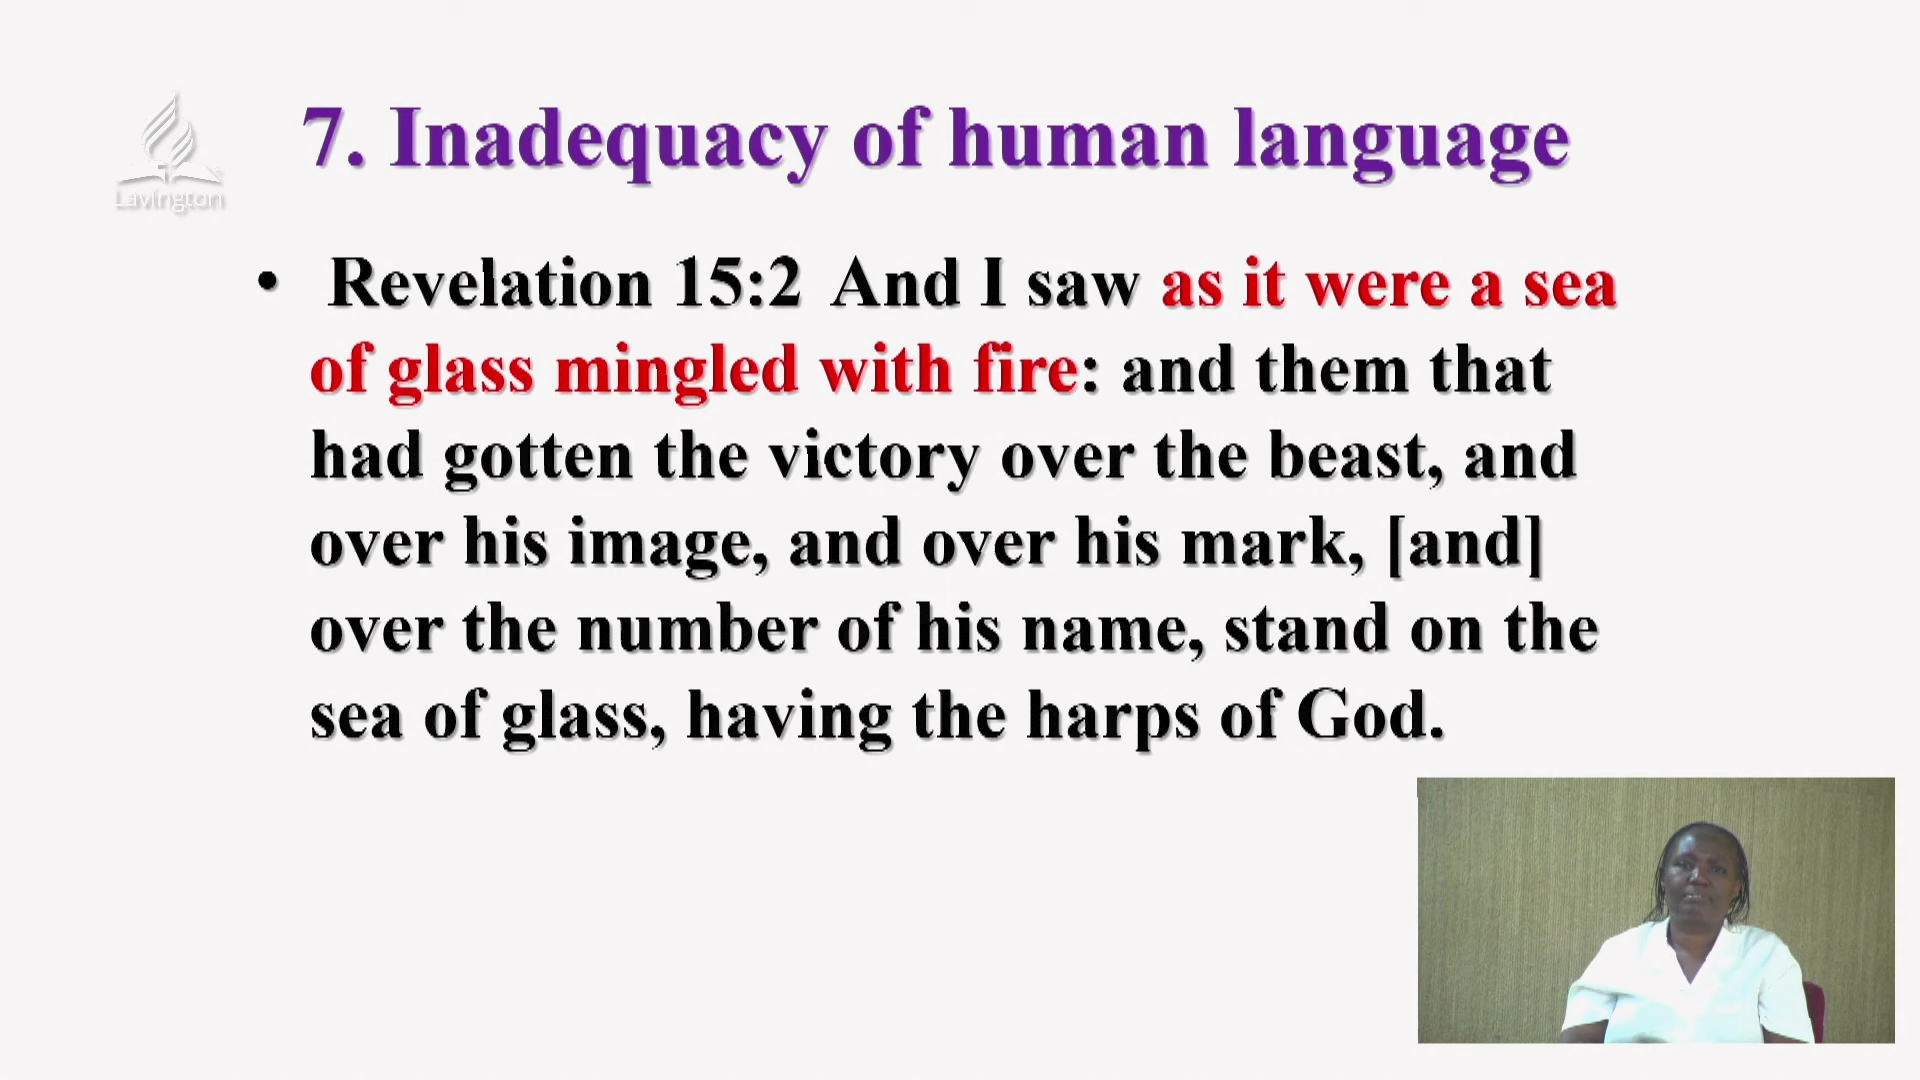 7. Inadequacy of human language
Lavington
• Revelation 15:2 And I saw as it were a sea
of glass mingled with fire: and them that
had gotten the victory over the beast, and
over his image, and over his mark, [and]
over the number of his name, stand on the
sea of glass, having the harps of God.